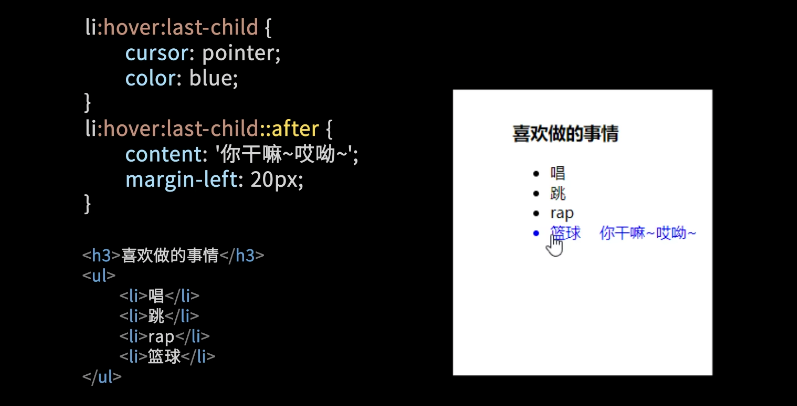 li:hover:last-child {
cursor: pointer;
color: blue;
}
li:hover:last-child::after {
content: '你干嘛~哎呦~';
margin-left: 20px;
}
<h3>喜欢做的事情</h3>
<ul>
<li>唱</li>
<li>跳</li>
<li>rap</li>
<li>篮球</li>
</ul>
喜欢做的事情
唱
跳
rap
篮球 你干嘛~哎呦~